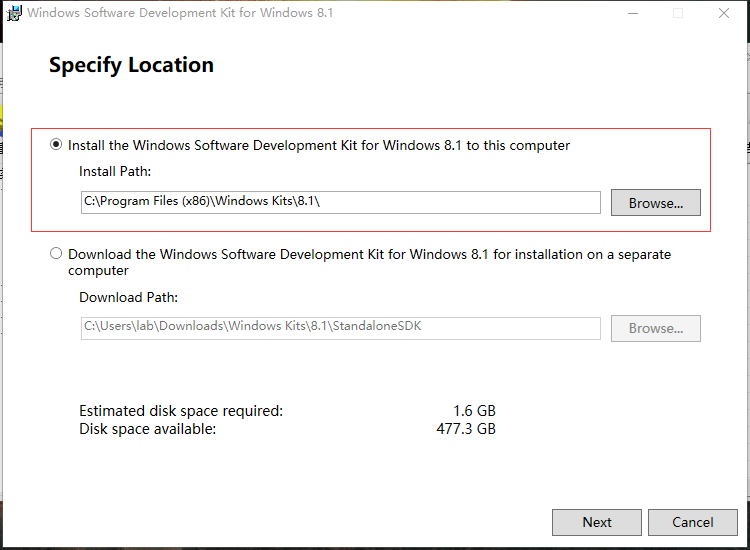 Windows Software Development Kit for Windows 8.1
Specify Location
Install the Windows Software Development Kit for Windows 8.1 to this computer
Install Path:
C:\Program Files (x86)\Windows Kits\8.1\
Browse...
Download the Windows Software Development Kit for Windows 8.1 for installation on a separate
computer
Download Path:
C:\Users\lab\Downloads\Windows Kits\8.1\StandaloneSDK
Browse...
Estimated disk space required: 1.6 GB
Disk space available: 477.3 GB
Next
Cancel